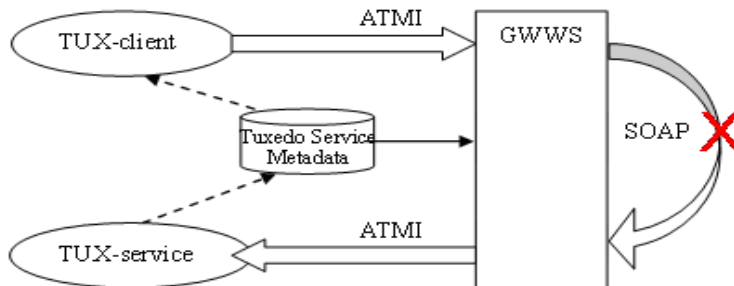 ATMI
TUX-client
GWWS
Tuxedo Service
Metadata
SOAP
ATMI
TUX-service